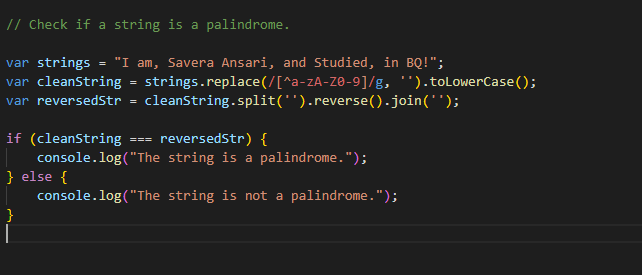 // Check if a string is a palindrome.
var strings = "I am, Savera Ansari, and Studied, in BQ!";
var cleanString = strings.replace(/[^a-zA-Z0-9]/g, '').toLowerCase();
var reversedStr = cleanString.split('').reverse().join('');
if (cleanString === reversedStr) {
    console.log("The string is a palindrome.");
} else {
    console.log("The string is not a palindrome.");
}